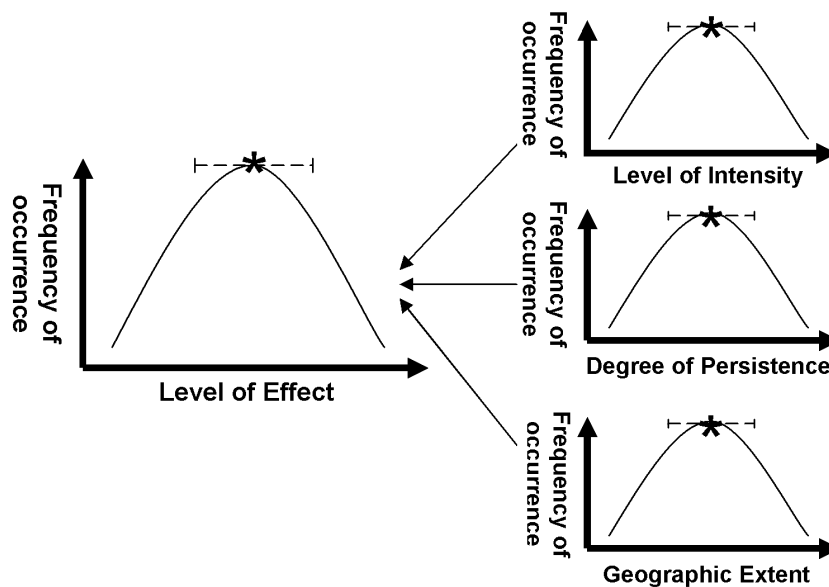 Frequency of
occurrence
Level of Effect
Frequency of
occurrence
Level of Intensity
Frequency of
occurrence
Degree of Persistence
Frequency of
occurrence
Geographic Extent